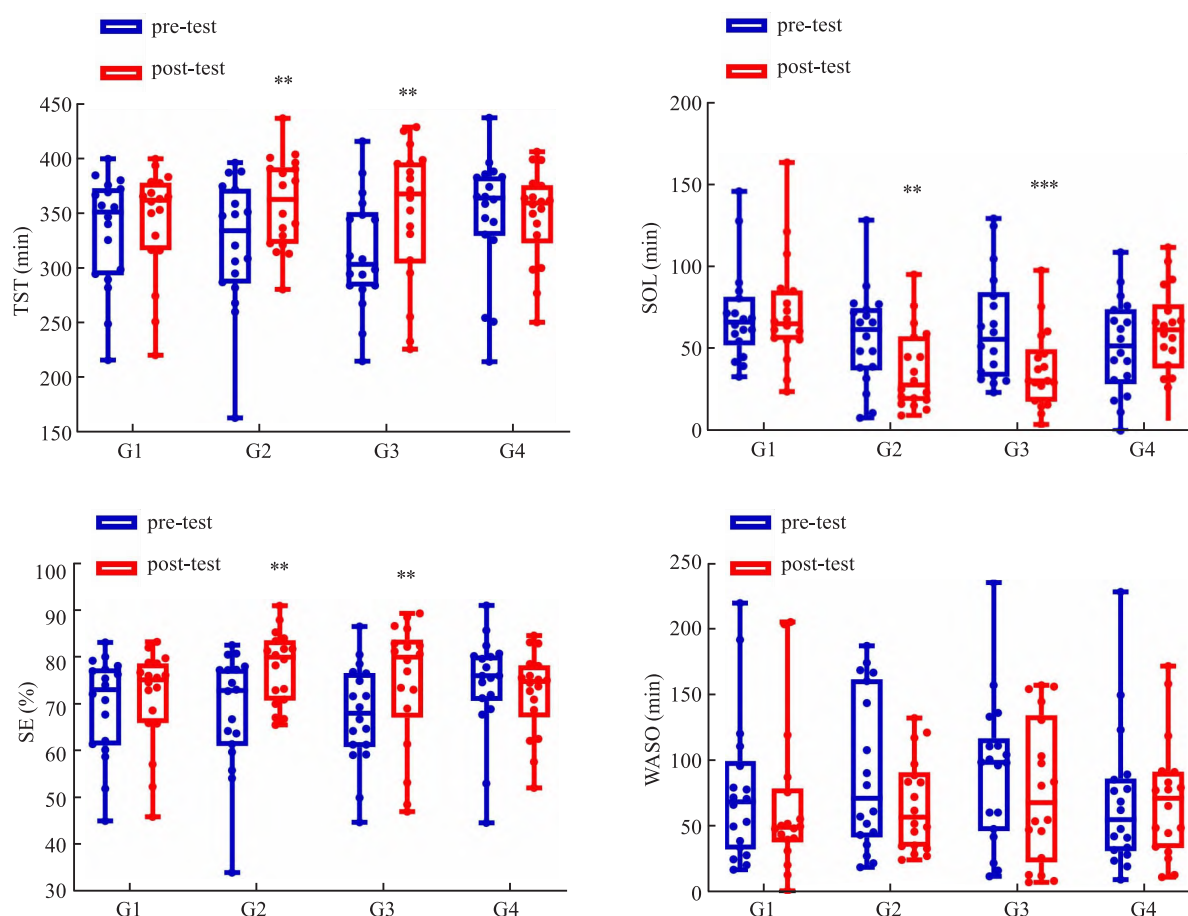 pre-test
post-test
**
**
TST (min)
450
400
350
300
250
200
150
G1
G2
G3
G4
pre-test
post-test
**
***
SOL (min)
200
150
100
50
0
G1
G2
G3
G4
pre-test
post-test
**
**
SE (%)
100
90
80
70
60
50
40
30
G1
G2
G3
G4
pre-test
post-test
WASO (min)
250
200
150
100
50
0
G1
G2
G3
G4